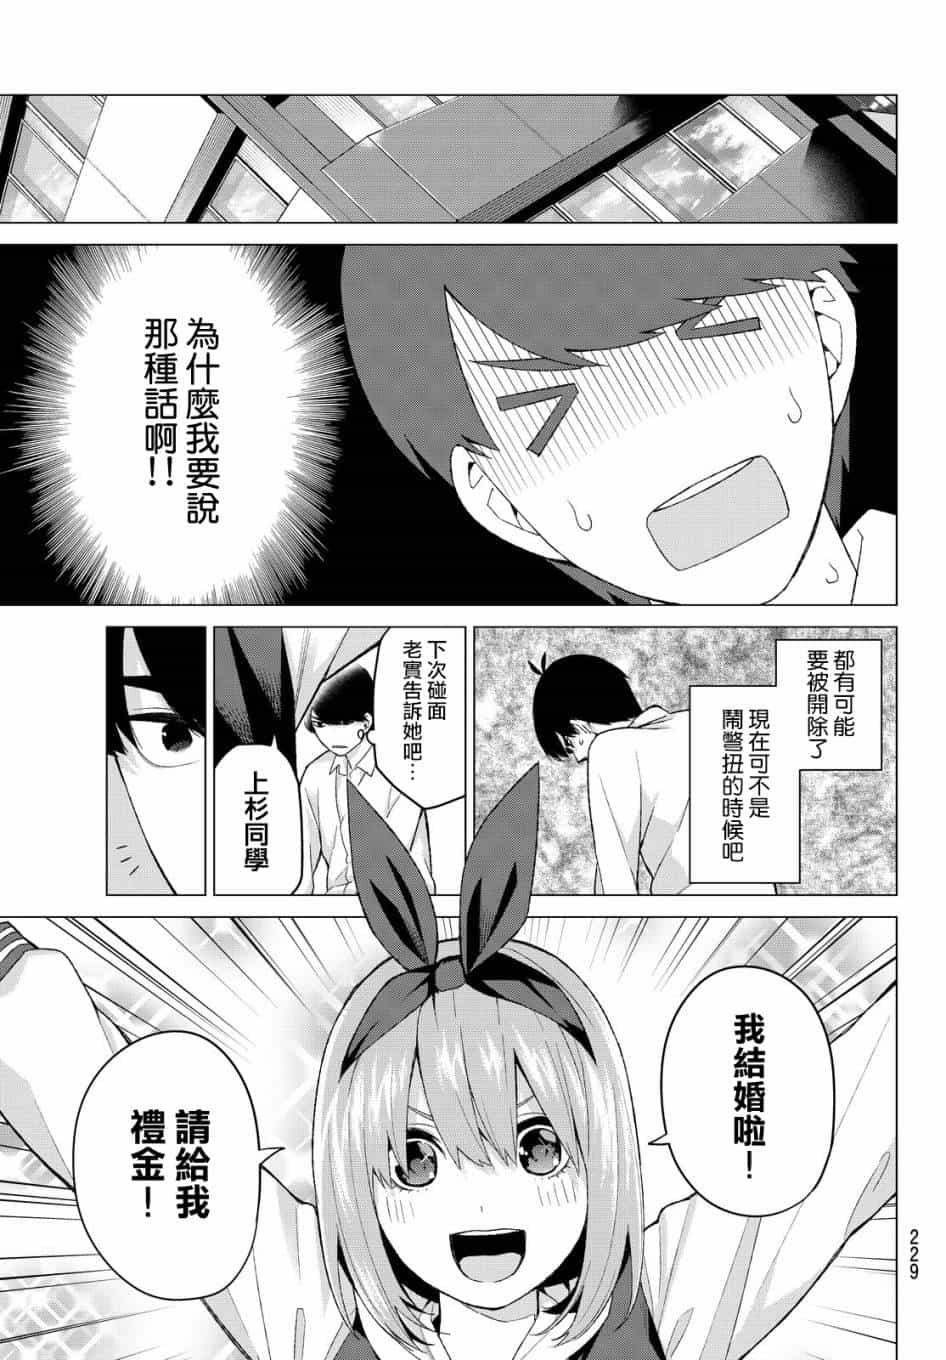 為什麼我要說
那種話啊!!
都有可能
要被開除了
現在可不是
鬧彆扭的時候吧
下次碰面
老實告訴她吧…
上杉同學
我結婚啦!
請給我
禮金!
229